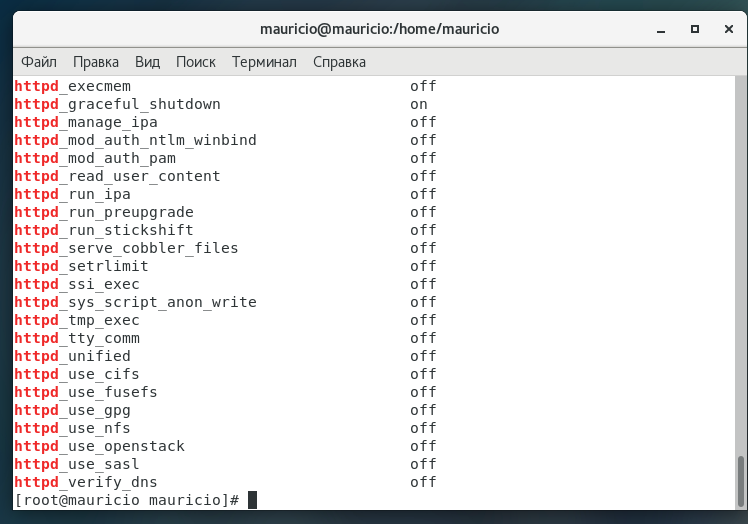 mauricio@mauricio:/home/mauricio
Файл Правка Вид Поиск Терминал Справка
httpd_execmem off
httpd_graceful_shutdown on
httpd_manage_ipa off
httpd_mod_auth_ntlm_winbind off
httpd_mod_auth_pam off
httpd_read_user_content off
httpd_run_ipa off
httpd_run_preupgrade off
httpd_run_stickshift off
httpd_serve_cobbler_files off
httpd_setrlimit off
httpd_ssi_exec off
httpd_sys_script_anon_write off
httpd_tmp_exec off
httpd_tty_comm off
httpd_unified off
httpd_use_cifs off
httpd_use_fusefs off
httpd_use_gpg off
httpd_use_nfs off
httpd_use_openstack off
httpd_use_sasl off
httpd_verify_dns off
[root@mauricio mauricio]#